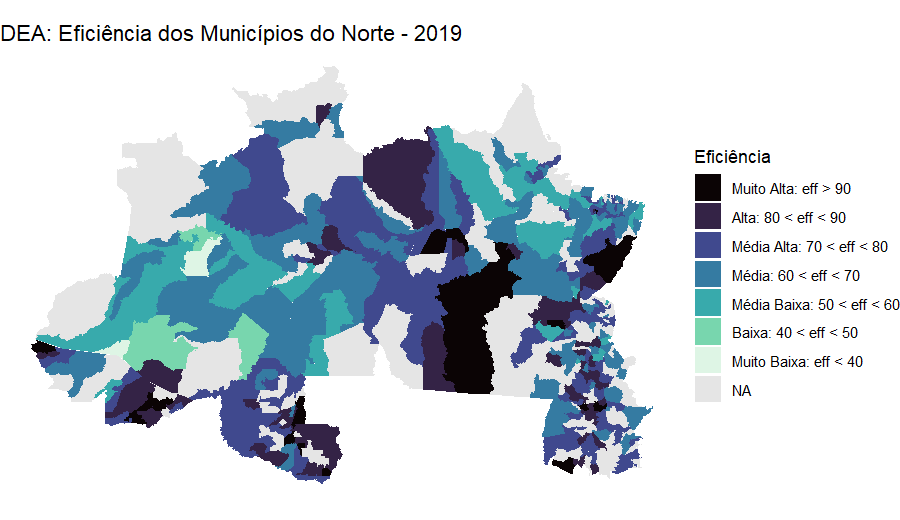 DEA: Eficiência dos Municípios do Norte - 2019
Eficiência
Muito Alta: eff > 90
Alta: 80 < eff < 90
Média Alta: 70 < eff < 80
Média: 60 < eff < 70
Média Baixa: 50 < eff < 60
Baixa: 40 < eff < 50
Muito Baixa: eff < 40
NA